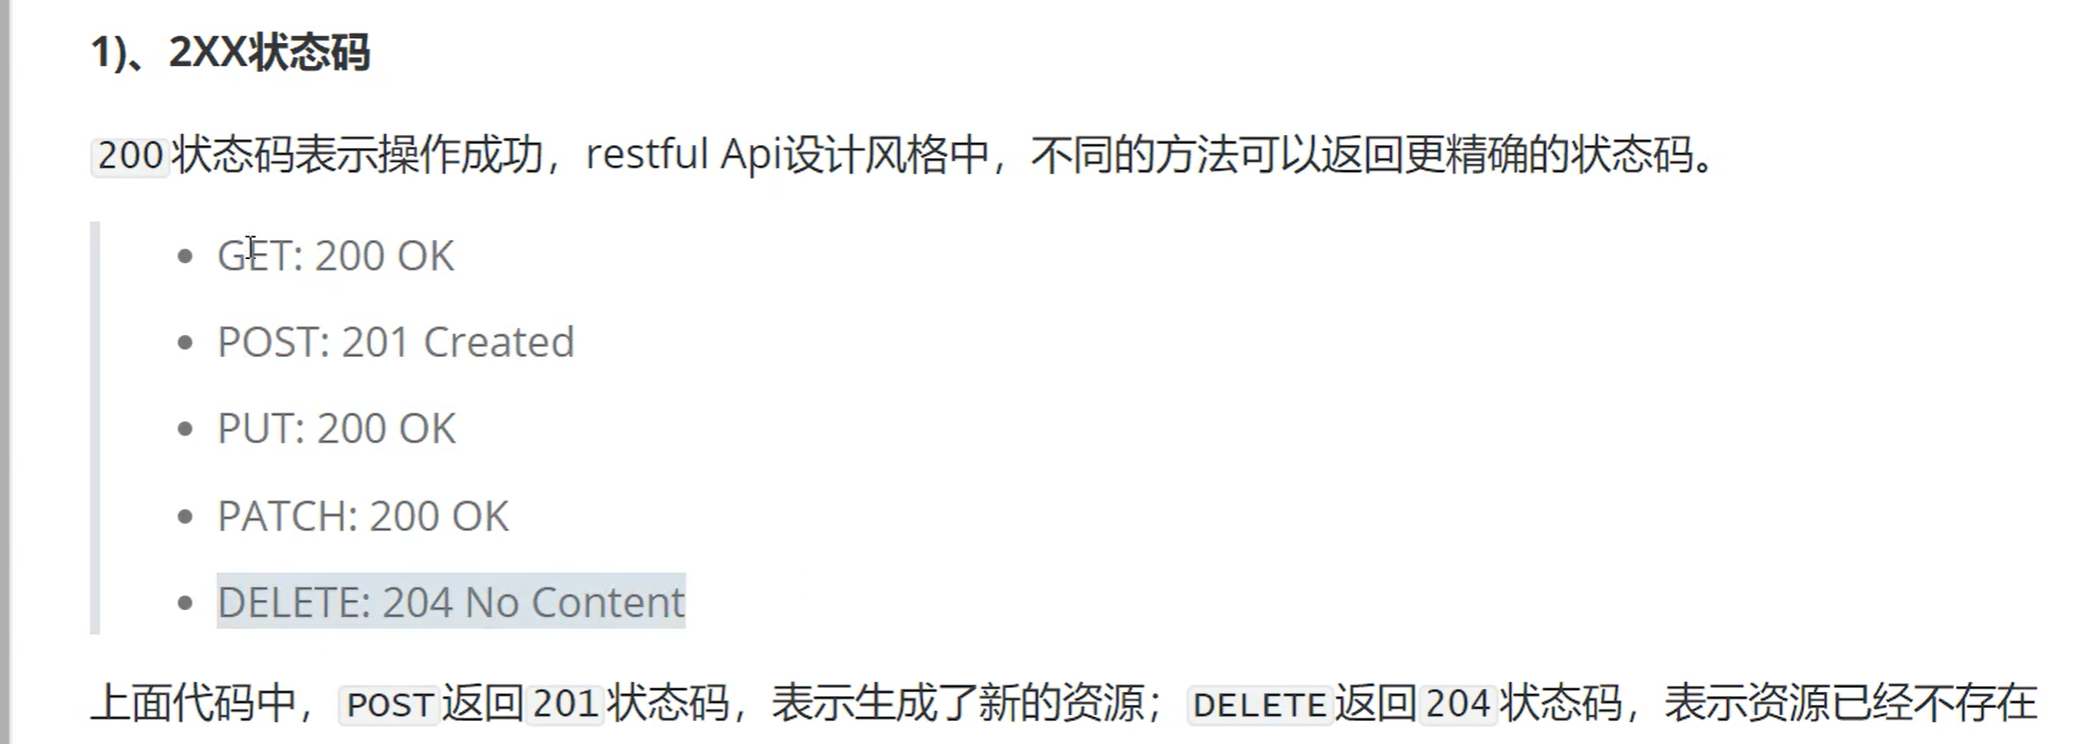 1)、2XX状态码
200状态码表示操作成功，restful Api设计风格中，不同的方法可以返回更精确的状态码。
GET: 200 OK
POST: 201 Created
PUT: 200 OK
PATCH: 200 OK
DELETE: 204 No Content
上面代码中，POST返回201状态码，表示生成了新的资源；DELETE返回204状态码，表示资源已经不存在